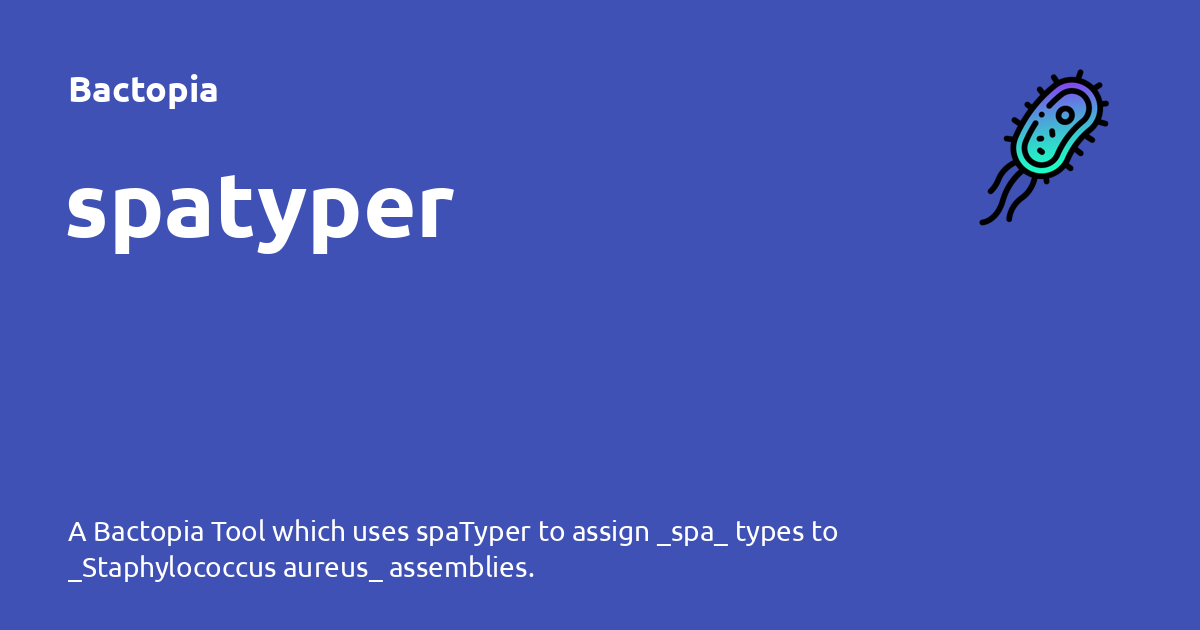 Bactopia
spatyper
A Bactopia Tool which uses spaTyper to assign _spa_ types to
_Staphylococcus aureus_ assemblies.